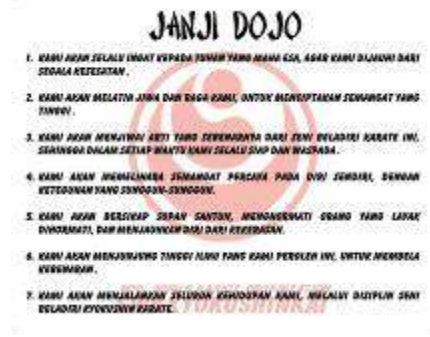 JANJI DOJO
1. KAMI AKAN SELALU INGAT KEPADA TUHAN YANG MAHA ESA, AGAR KAMI DIJAUHI DARI
SEGALA KESESATAN.
2. KAMI AKAN MELATIH JIWA DAN RAGA KAMI, UNTUK MENCIPTAKAN SEMANGAT YANG
TINGGI.
3. KAMI AKAN MENJIWAI ARTI YANG SEBENARNYA DARI SENI BELADIRI KARATE INI,
SEHINGGA DALAM SETIAP WAKTU KAMI SELALU SIAP DAN WASPADA.
4. KAMI AKAN MEMELIHARA SEMANGAT PERCAYA PADA DIRI SENDIRI, DENGAN
KETEGUHAN YANG SUNGGUH-SUNGGUH.
5. KAMI AKAN BERSIKAP SOPAN SANTUN, MENGHORMATI ORANG YANG LAYAK
DIHORMATI, DAN MENJAUHKAN DIRI DARI KEKERASAN.
6. KAMI AKAN MENJUNJUNG TINGGI ILMU YANG KAMI PEROLEH INI, UNTUK MEMBELA
KEBENARAN.
7. KAMI AKAN MENJALANKAN SELURUH KEHIDUPAN KAMI, MELALUI DISIPLIN SENI
BELADIRI KYOKUSHIN KARATE.
KYOKUSHINKAI